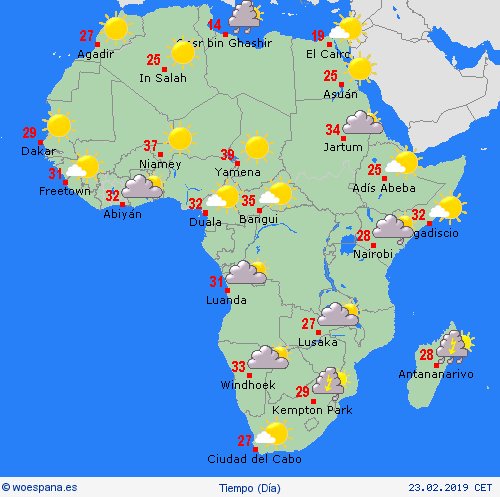 14
Qasr bin Ghashir
27
Agadir
19
El Cairo
25
In Salah
25
Asuán
29
Dakar
37
Niamey
39
Yamena
34
Jartum
31
Freetown
32
Abiyán
32
Duala
35
Bangui
25
Adís Abeba
32
gadiscio
28
Nairobi
31
Luanda
27
Lusaka
33
Windhoek
29
Kempton Park
28
Antananarivo
27
Ciudad del Cabo
© woespana.es
Tiempo (Día)
23.02.2019 CET